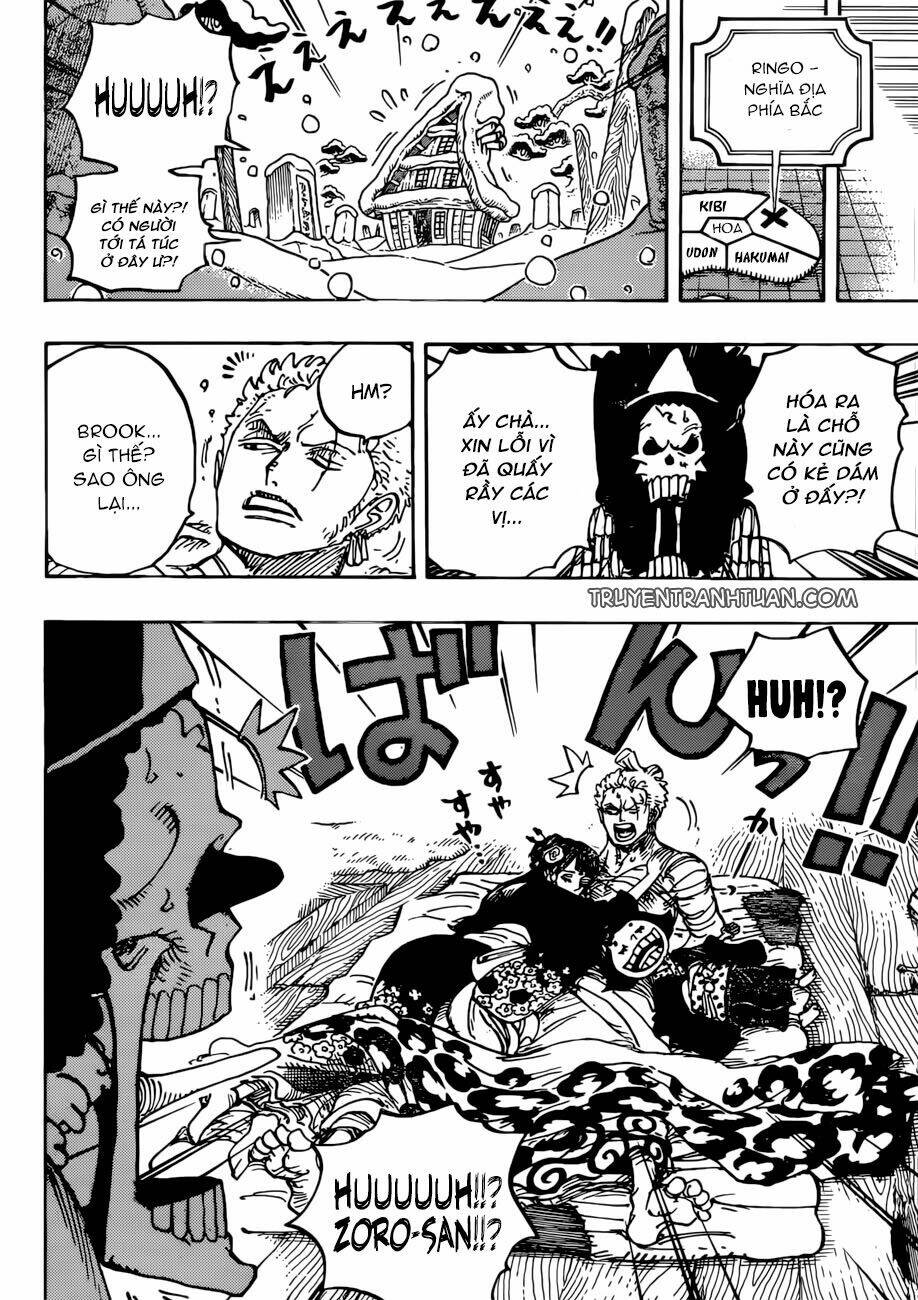 RINGO -
NGHĨA ĐỊA
PHÍA BẮC
KIBI
HOA
UDON
HAKUMAI
ええええええ!!
HUUUUH!?
GÌ THẾ NÀY?!
CÓ NGƯỜI
TỚI TÁ TÚC
Ở ĐÂY Ư?!
HÓA RA
LÀ CHỖ
NÀY CŨNG
CÓ KẺ DÁM
Ở ĐẤY?!
ẤY CHÀ...
XIN LỖI VÌ
ĐÃ QUẤY
RẦY CÁC
VỊ...
HM?
BROOK...
GÌ THẾ?
SAO ÔNG
LẠI...
TRUYENTRANHTUAN.COM
ばんっ!!
HUH!?
すやすや…
か
HUUUUUH!!?
ZORO-SAN!!?